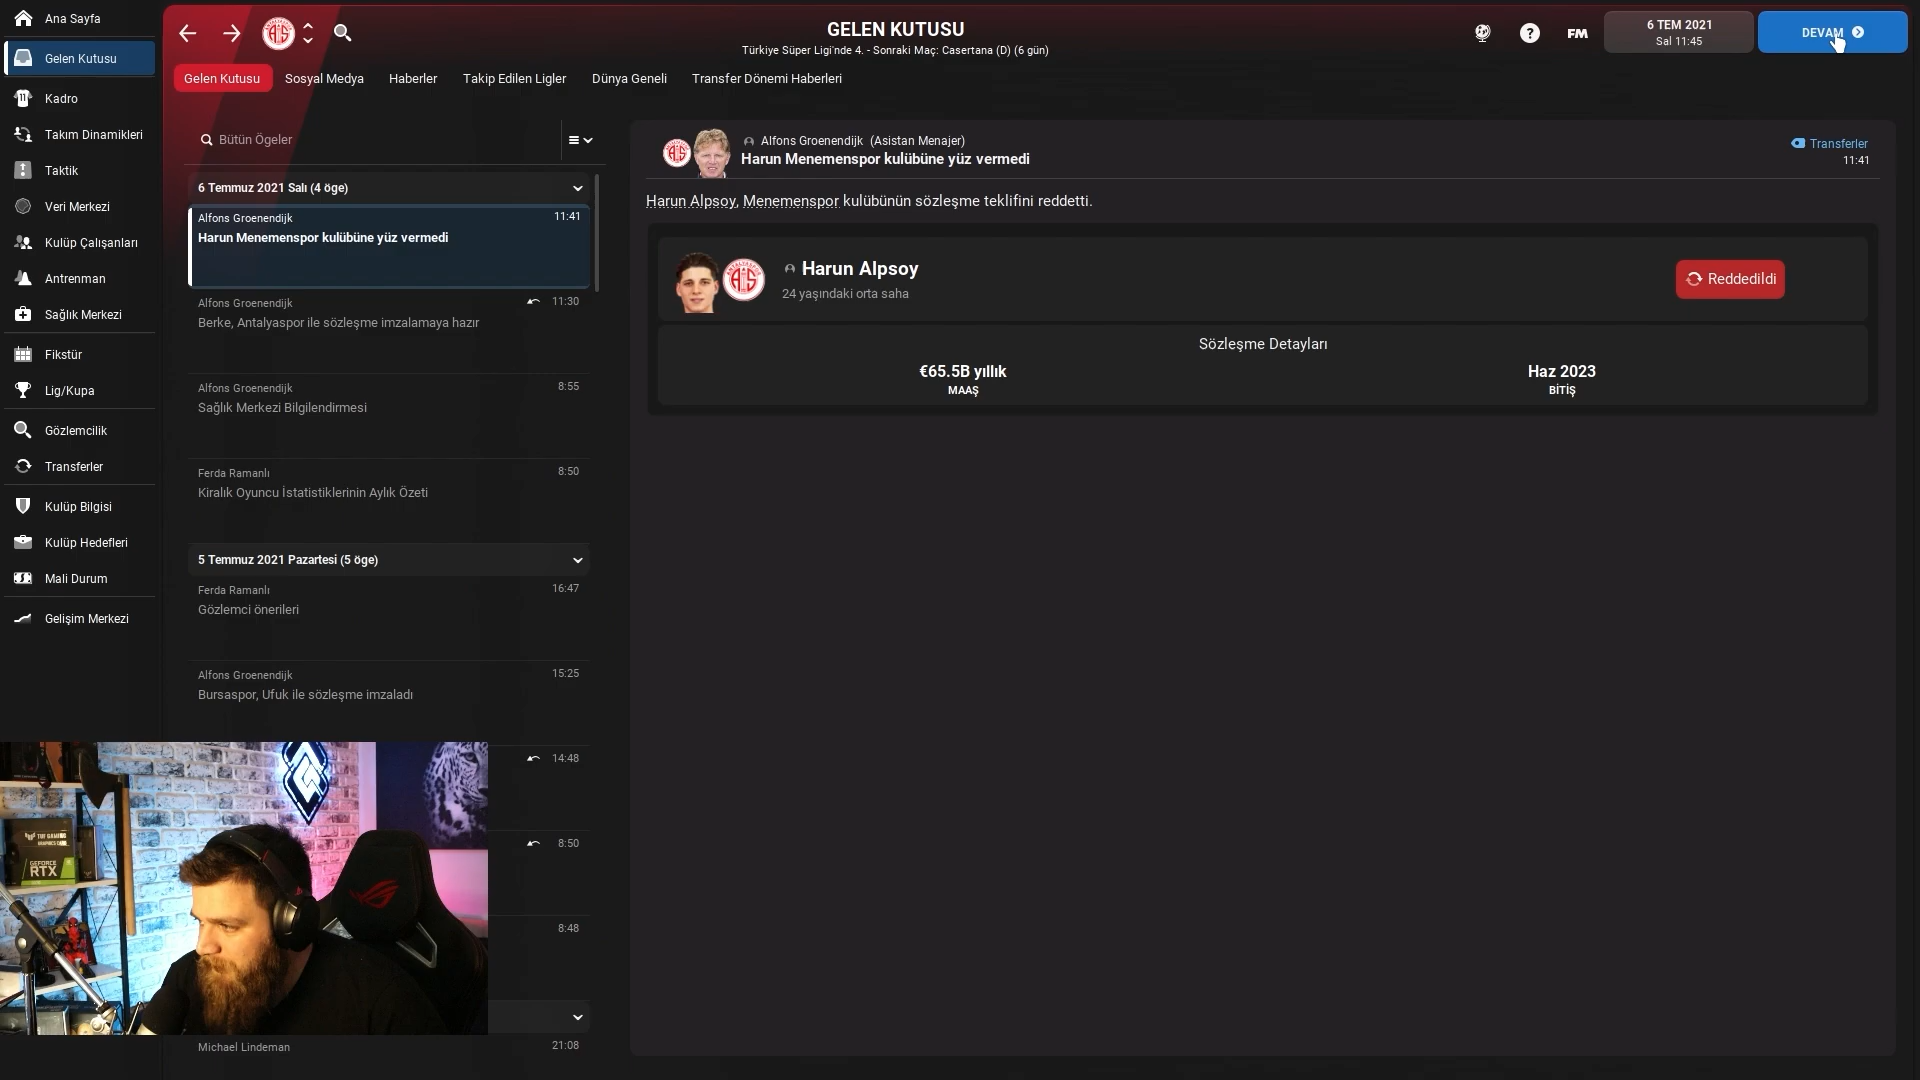 Ana Sayfa
Gelen Kutusu
Kadro
Takım Dinamikleri
Taktik
Veri Merkezi
Kulüp Çalışanları
Antrenman
Sağlık Merkezi
Fikstür
Lig/Kupa
Gözlemcilik
Transferler
Kulüp Bilgisi
Kulüp Hedefleri
Mali Durum
Gelişim Merkezi
GELEN KUTUSU
Türkiye Süper Ligi'nde 4. - Sonraki Maç: Casertana (D) (6 gün)
?
FM
6 TEM 2021
Sal 11:45
DEVAM
Gelen Kutusu
Sosyal Medya
Haberler
Takip Edilen Ligler
Dünya Geneli
Transfer Dönemi Haberleri
Bütün Ögeler
6 Temmuz 2021 Salı (4 öge)
Alfons Groenendijk 11:41
Harun Menemenspor kulübüne yüz vermedi
Alfons Groenendijk 11:30
Berke, Antalyaspor ile sözleşme imzalamaya hazır
Alfons Groenendijk 8:55
Sağlık Merkezi Bilgilendirmesi
Ferda Ramanlı 8:50
Kiralık Oyuncu İstatistiklerinin Aylık Özeti
5 Temmuz 2021 Pazartesi (5 öge)
Ferda Ramanlı 16:47
Gözlemci önerileri
Alfons Groenendijk 15:25
Bursaspor, Ufuk ile sözleşme imzaladı
14:48
8:50
8:48
Michael Lindeman 21:08
Alfons Groenendijk (Asistan Menajer)
Harun Menemenspor kulübüne yüz vermedi
Transferler
11:41
Harun Alpsoy, Menemenspor kulübünün sözleşme teklifini reddetti.
Harun Alpsoy
24 yaşındaki orta saha
Reddedildi
Sözleşme Detayları
€65.5B yıllık
MAAŞ
Haz 2023
BİTİŞ
TUF GAMING
GEFORCE
RTX